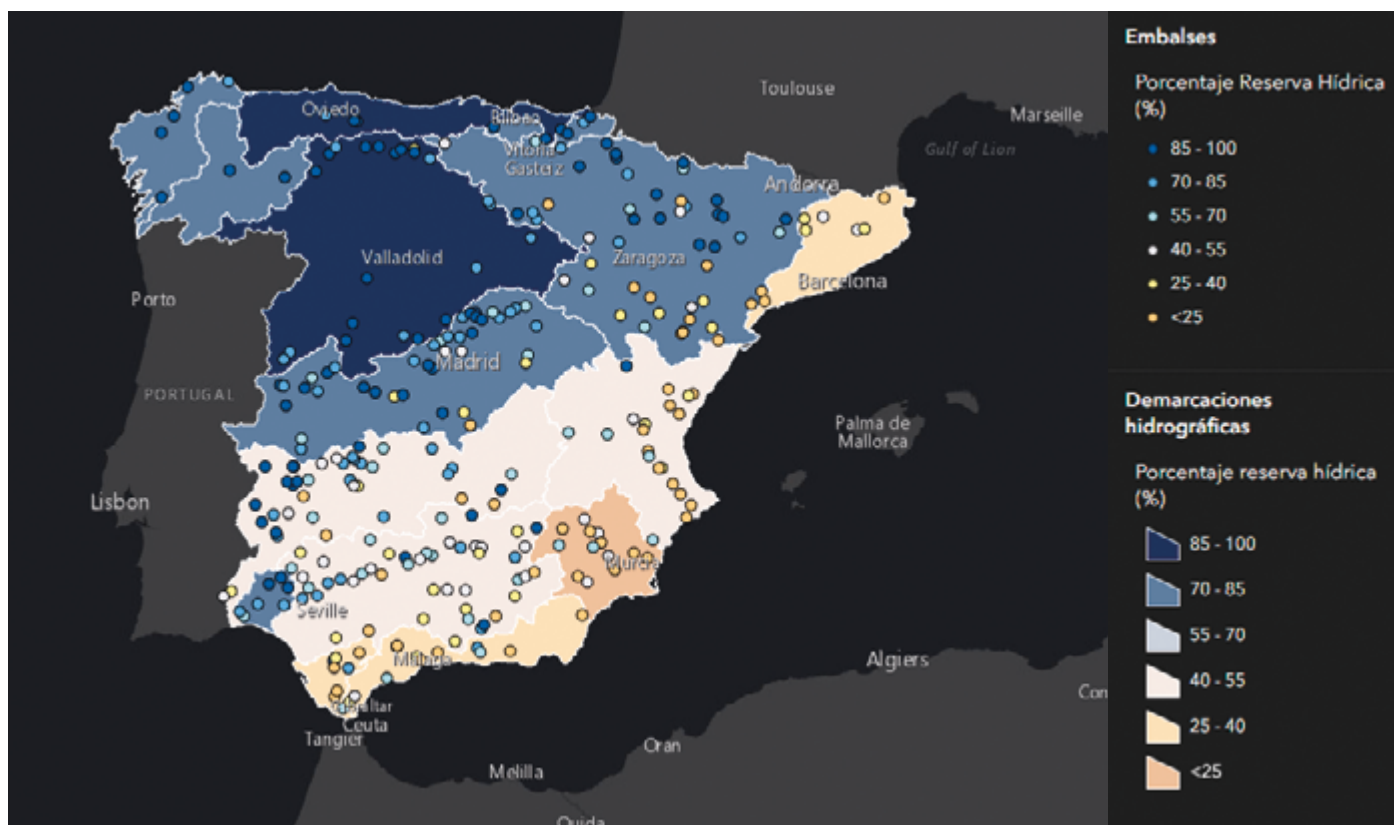 Toulouse
Marseille
Gulf of Lion
Oviedo
Bilbao
Vitoria
Gasteiz
Andorra
Valladolid
Zaragoza
Barcelona
Porto
Madrid
PORTUGAL
Palma de
Mallorca
Lisbon
Murcia
Seville
Málaga
Algiers
Gibraltar
Ceuta
Tangier
Oran
Melilla
Oujda
Con
Embalses
Porcentaje Reserva Hídrica
(%)
85 - 100
70 - 85
55 - 70
40 - 55
25 - 40
<25
Demarcaciones
hidrográficas
Porcentaje reserva hídrica
(%)
85 - 100
70 - 85
55 - 70
40 - 55
25 - 40
<25